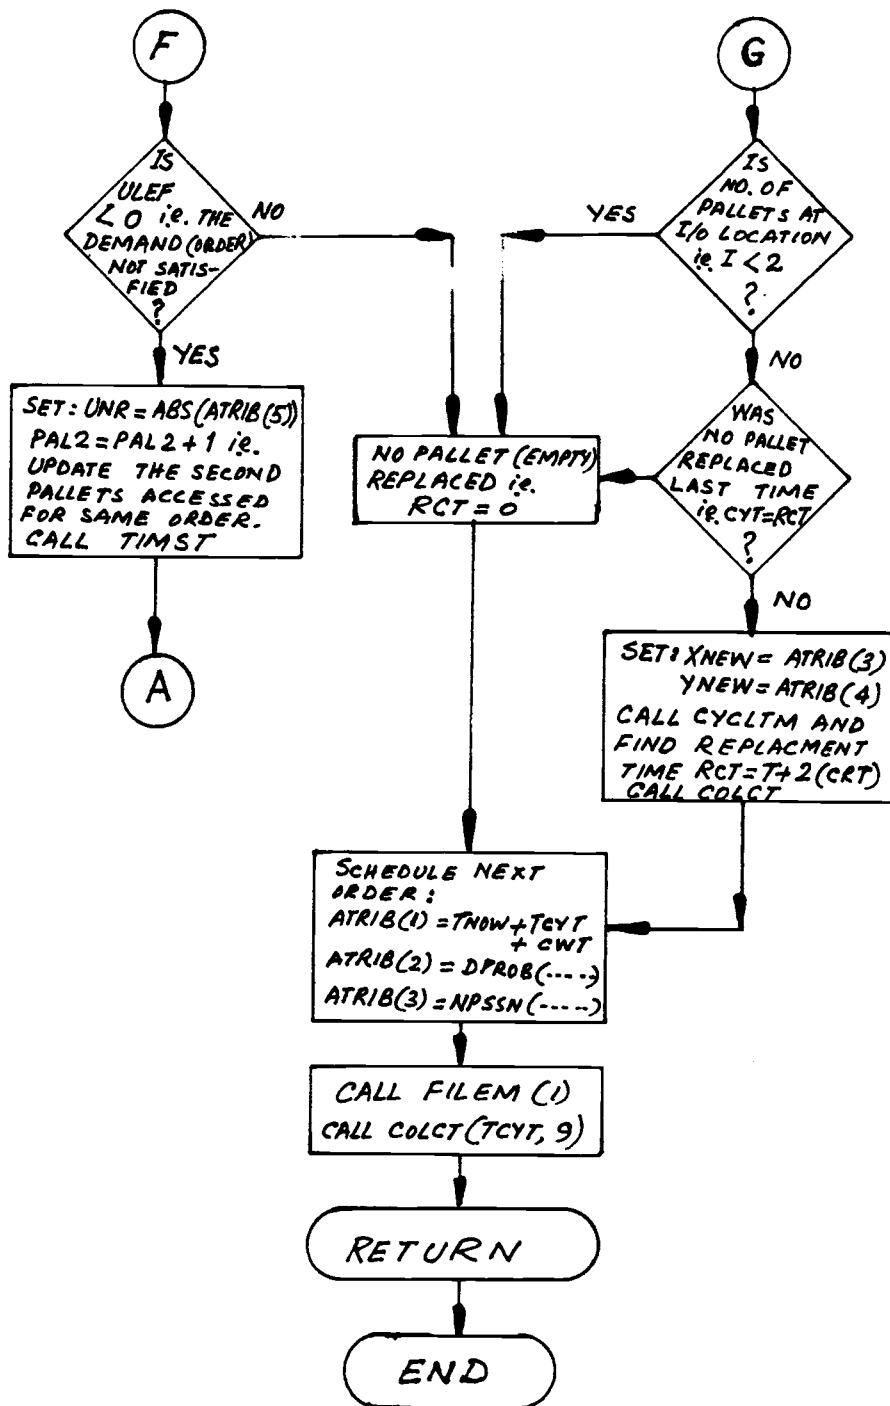 F
IS
ULEF
< 0 i.e. THE
DEMAND (ORDER)
NOT SATIS-
FIED
?
NO
YES
SET: UNR = ABS(ATRIB(5))
PAL2 = PAL2 + 1 ie.
UPDATE THE SECOND
PALLETS ACCESSED
FOR SAME ORDER.
CALL TIMST
A
G
IS
NO. OF
PALLETS AT
I/O LOCATION
ie. I < 2
?
YES
NO
WAS
NO PALLET
REPLACED
LAST TIME
ie. CYT=RCT
?
NO
NO PALLET (EMPTY)
REPLACED ie.
RCT = 0
SET: XNEW = ATRIB(3)
YNEW = ATRIB(4)
CALL CYCLTM AND
FIND REPLACMENT
TIME RCT = T+2(CRT)
CALL COLCT
SCHEDULE NEXT
ORDER:
ATRIB(1) = TNOW + TCYT
+ CWT
ATRIB(2) = DPROB(-----)
ATRIB(3) = NPSSN(-----)
CALL FILEM (1)
CALL COLCT (TCYT, 9)
RETURN
END